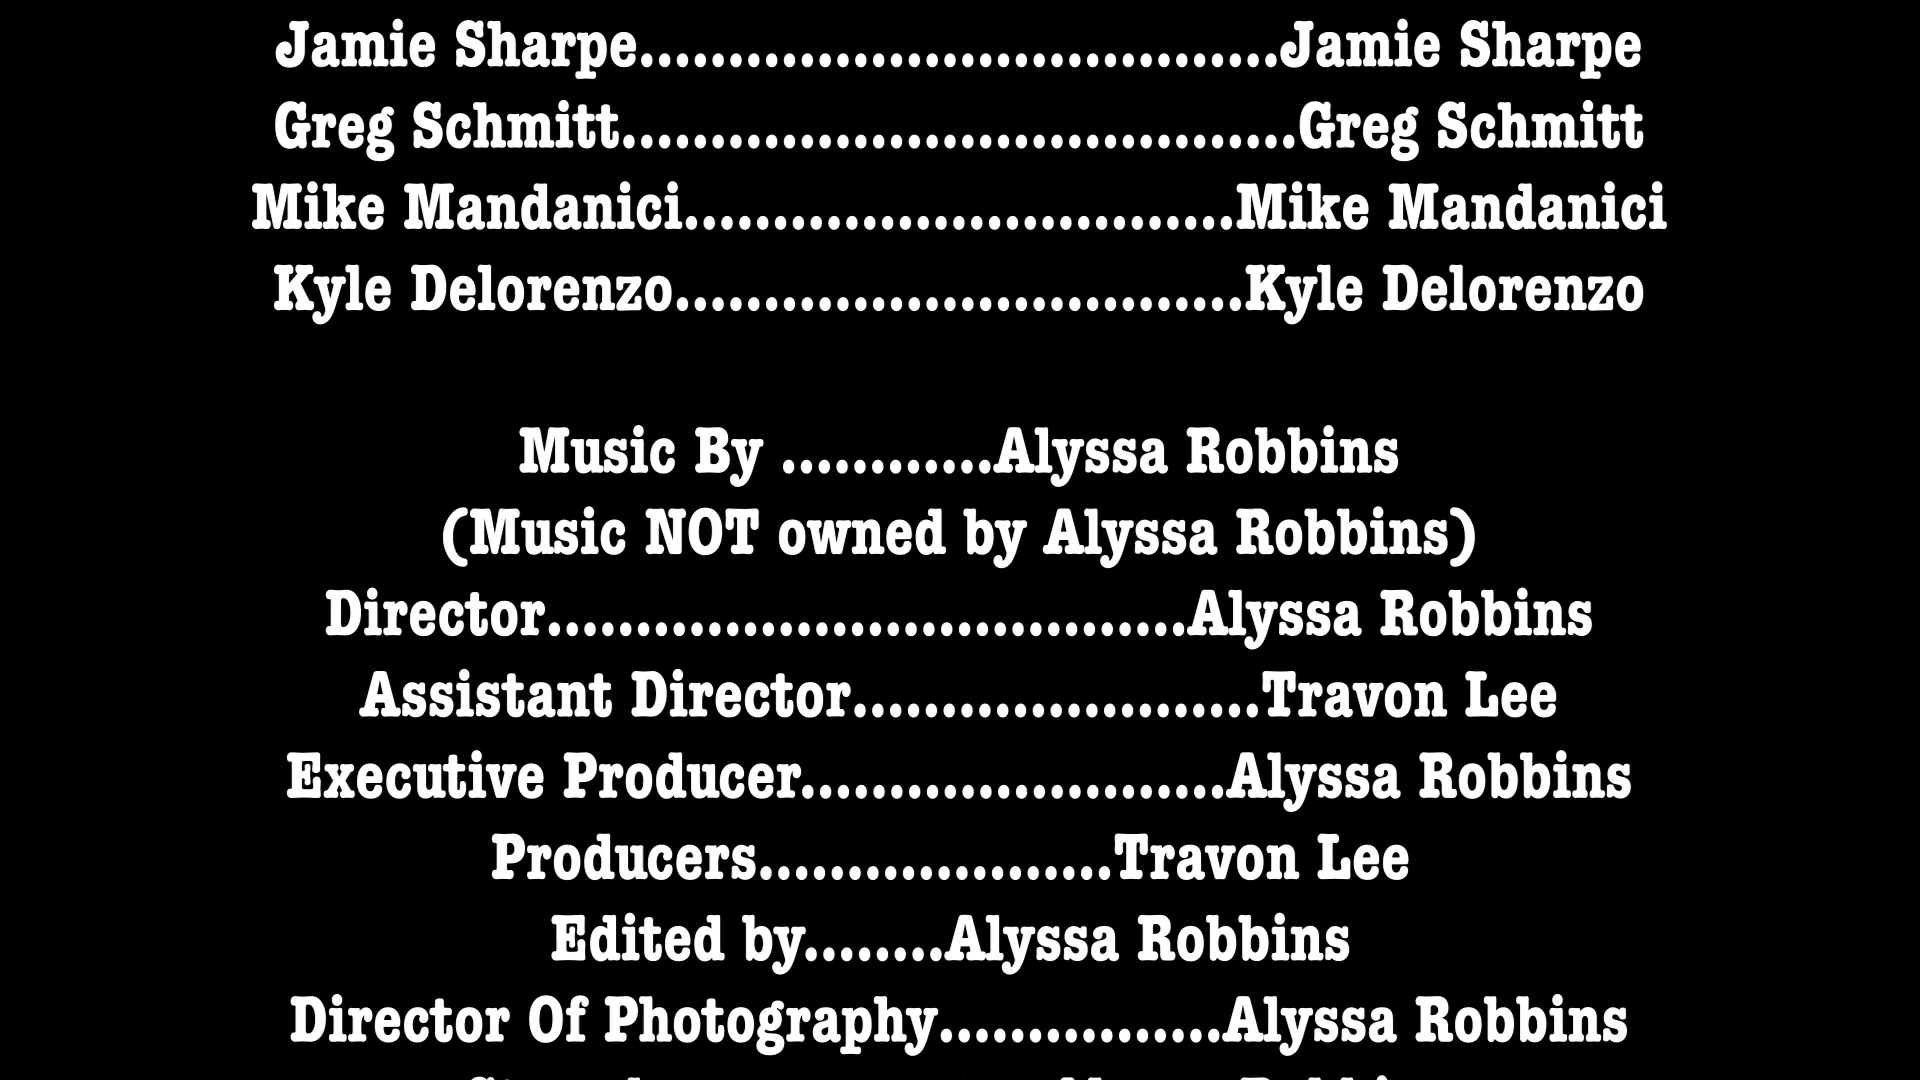 Jamie Sharpe....................................Jamie Sharpe
Greg Schmitt......................................Greg Schmitt
Mike Mandanici...............................Mike Mandanici
Kyle Delorenzo................................Kyle Delorenzo
Music By ............Alyssa Robbins
(Music NOT owned by Alyssa Robbins)
Director....................................Alyssa Robbins
Assistant Director.......................Travon Lee
Executive Producer........................Alyssa Robbins
Producers....................Travon Lee
Edited by........Alyssa Robbins
Director Of Photography................Alyssa Robbins